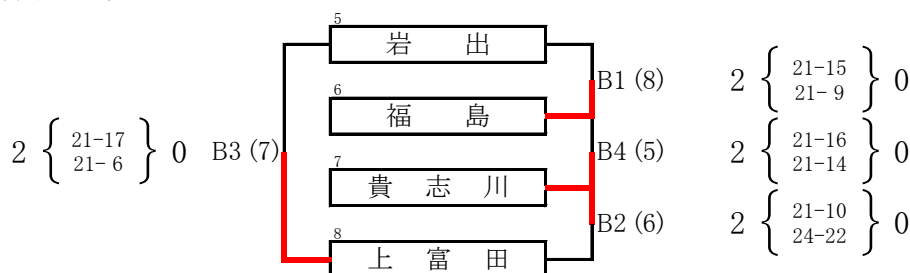 5
岩 出
6
福 島
7
貴 志 川
8
上 富 田
2 { 21-17 } 0 B3 (7)
21- 6
B1 (8) 2 { 21-15 } 0
21- 9
B4 (5) 2 { 21-16 } 0
21-14
B2 (6) 2 { 21-10 } 0
24-22